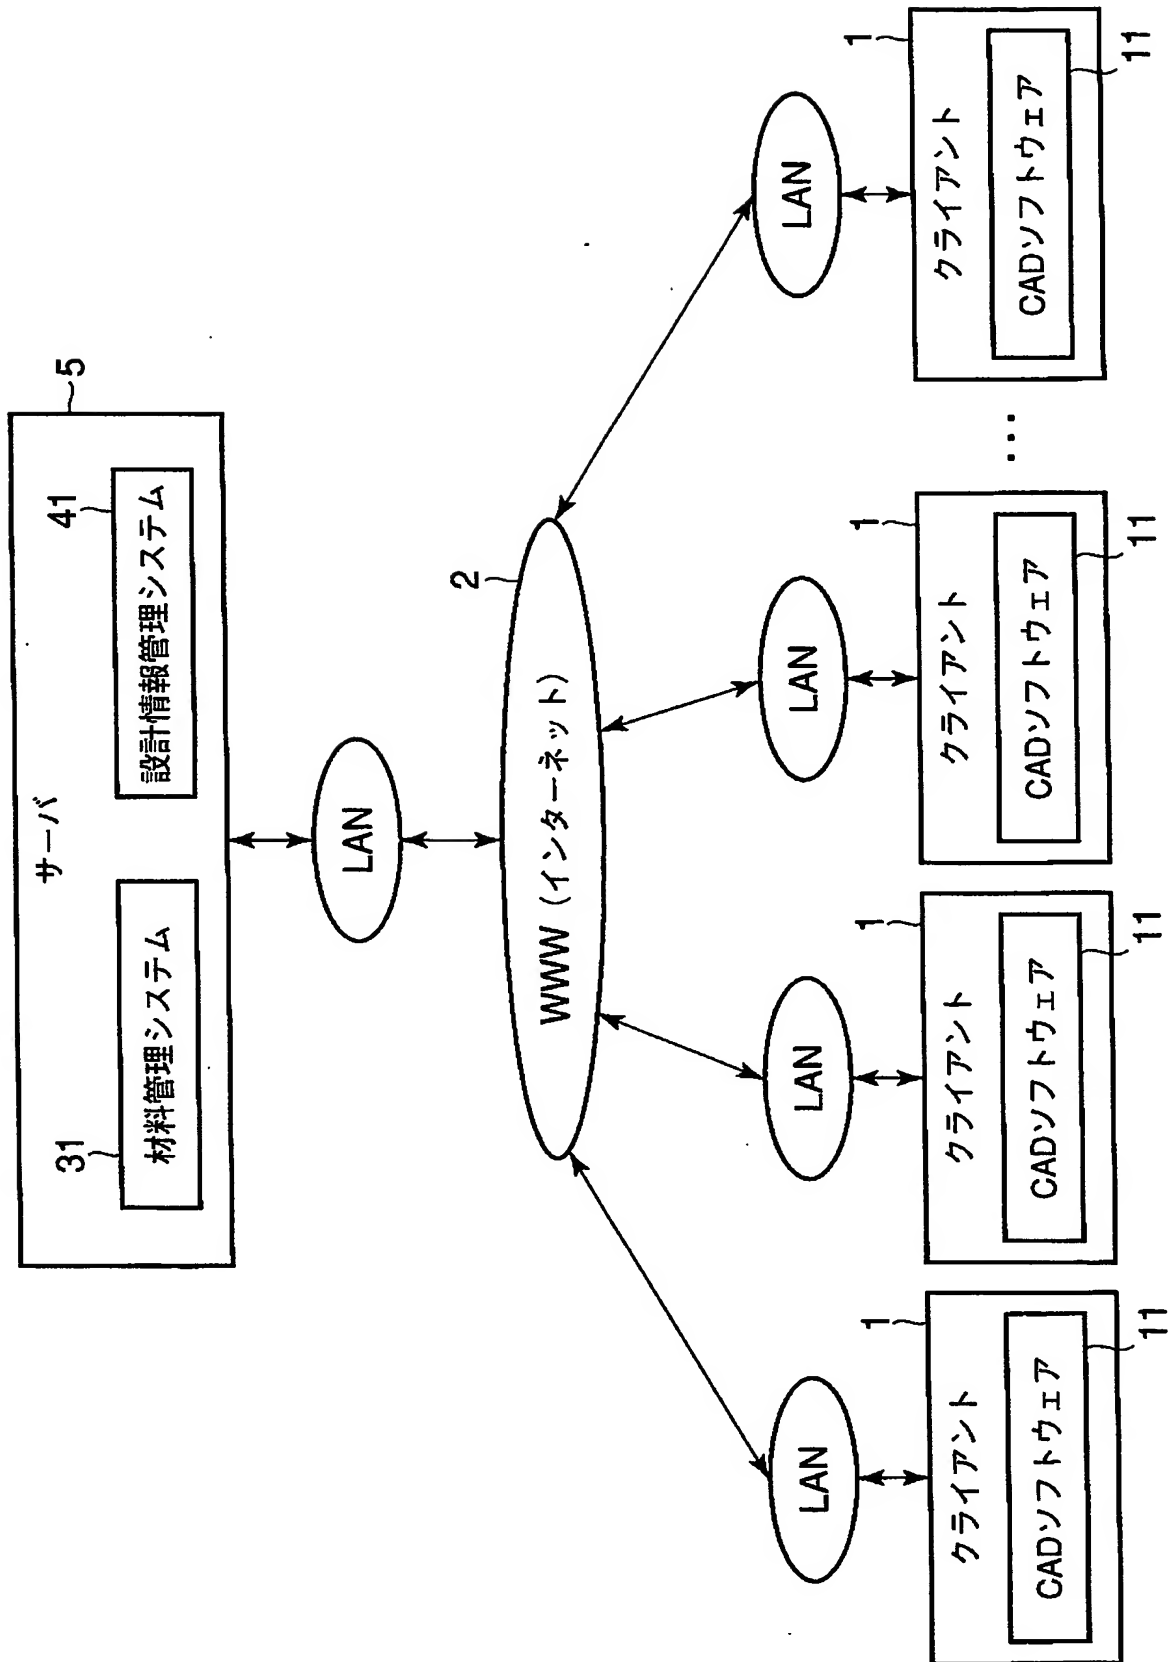 サーバ
5
31
材料管理システム
41
設計情報管理システム
LAN
WWW（インターネット）
2
LAN
LAN
LAN
LAN
クライアント
1
CADソフトウェア
11
クライアント
1
CADソフトウェア
11
クライアント
1
CADソフトウェア
11
...
クライアント
1
CADソフトウェア
11